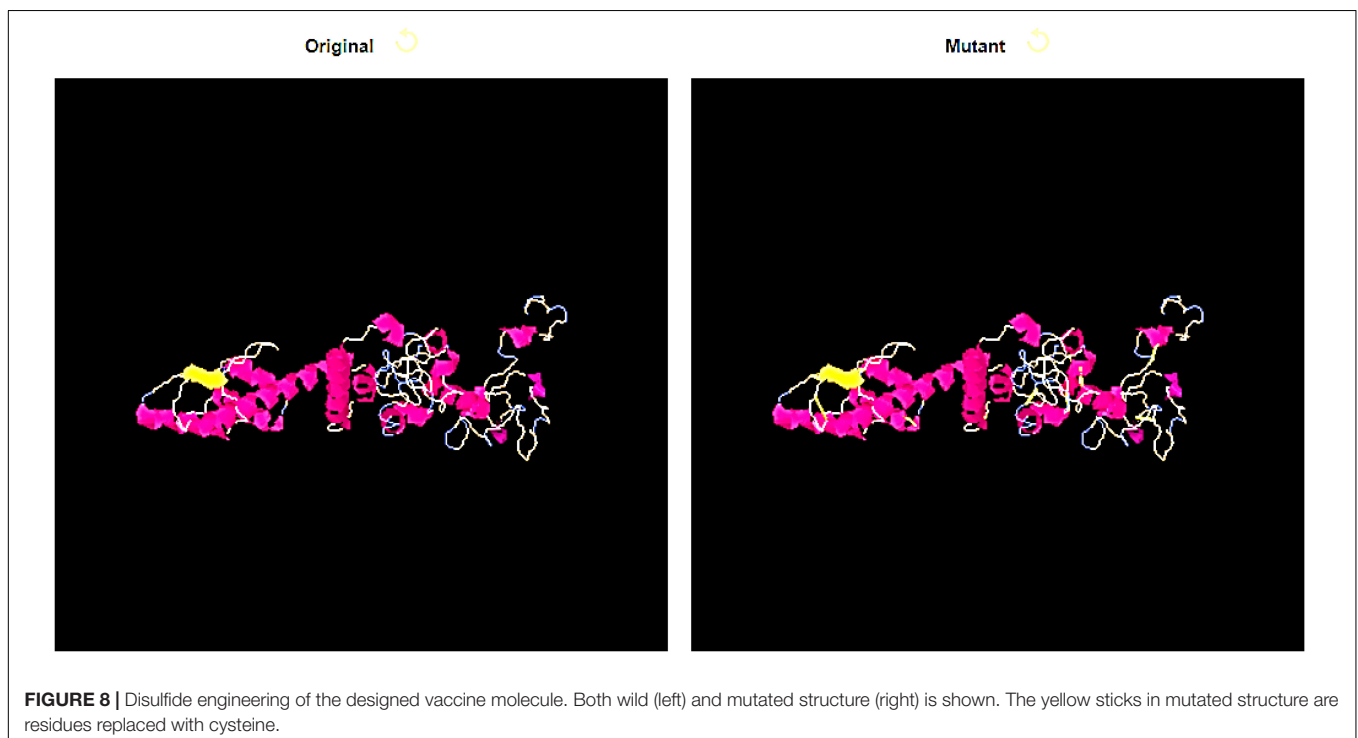 Original
Mutant
FIGURE 8 | Disulfide engineering of the designed vaccine molecule. Both wild (left) and mutated structure (right) is shown. The yellow sticks in mutated structure are
residues replaced with cysteine.